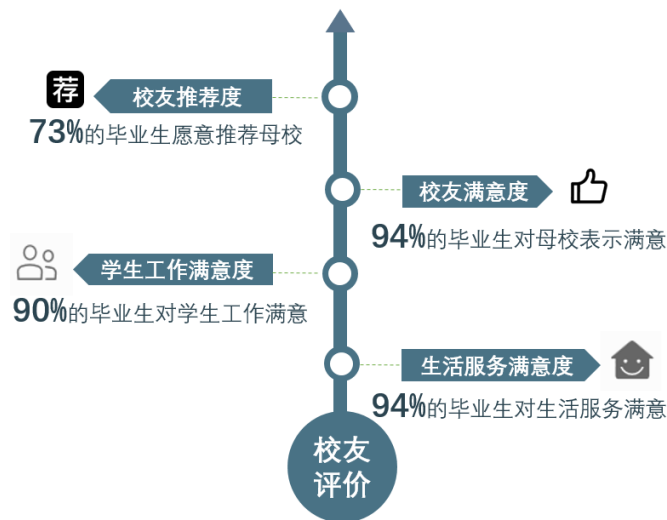 荐
校友推荐度
73%的毕业生愿意推荐母校
校友满意度
94%的毕业生对母校表示满意
学生工作满意度
90%的毕业生对学生工作满意
生活服务满意度
94%的毕业生对生活服务满意
校友
评价